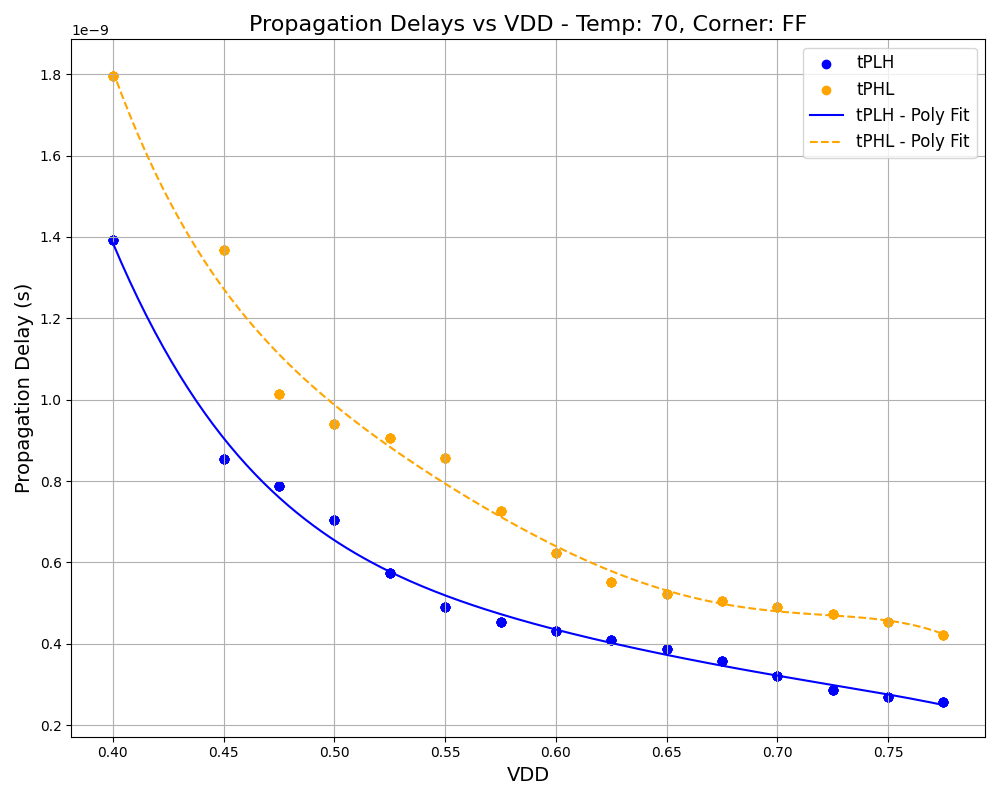 Propagation Delays vs VDD - Temp: 70, Corner: FF
1e−9
tPLH
tPHL
tPLH - Poly Fit
tPHL - Poly Fit
1.8
1.6
1.4
1.2
1.0
0.8
0.6
0.4
0.2
Propagation Delay (s)
0.40 0.45 0.50 0.55 0.60 0.65 0.70 0.75
VDD